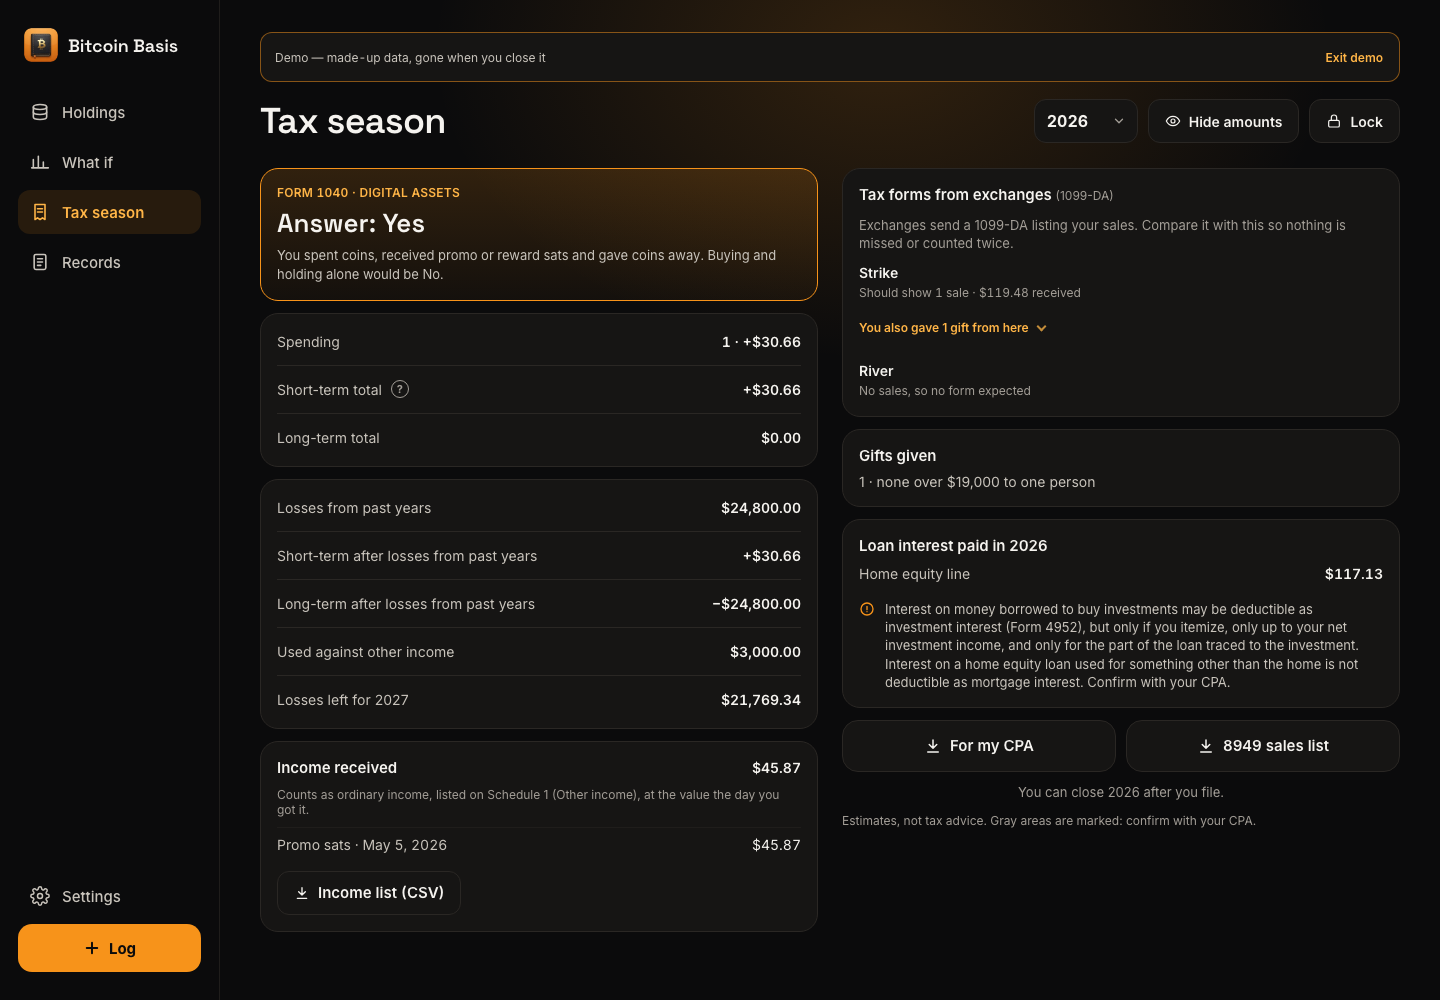 Bitcoin Basis
Holdings
What if
Tax season
Records
Settings
Log
Demo — made-up data, gone when you close it
Exit demo
Tax season
2026
Hide amounts
Lock
FORM 1040 · DIGITAL ASSETS
Answer: Yes
You spent coins, received promo or reward sats and gave coins away. Buying and
holding alone would be No.
Spending 1 · +$30.66
Short-term total ? +$30.66
Long-term total $0.00
Losses from past years $24,800.00
Short-term after losses from past years +$30.66
Long-term after losses from past years −$24,800.00
Used against other income $3,000.00
Losses left for 2027 $21,769.34
Income received $45.87
Counts as ordinary income, listed on Schedule 1 (Other income), at the value the day you
got it.
Promo sats · May 5, 2026 $45.87
Income list (CSV)
Tax forms from exchanges (1099-DA)
Exchanges send a 1099-DA listing your sales. Compare it with this so nothing is
missed or counted twice.
Strike
Should show 1 sale · $119.48 received
You also gave 1 gift from here
River
No sales, so no form expected
Gifts given
1 · none over $19,000 to one person
Loan interest paid in 2026
Home equity line $117.13
Interest on money borrowed to buy investments may be deductible as
investment interest (Form 4952), but only if you itemize, only up to your net
investment income, and only for the part of the loan traced to the investment.
Interest on a home equity loan used for something other than the home is not
deductible as mortgage interest. Confirm with your CPA.
For my CPA
8949 sales list
You can close 2026 after you file.
Estimates, not tax advice. Gray areas are marked: confirm with your CPA.